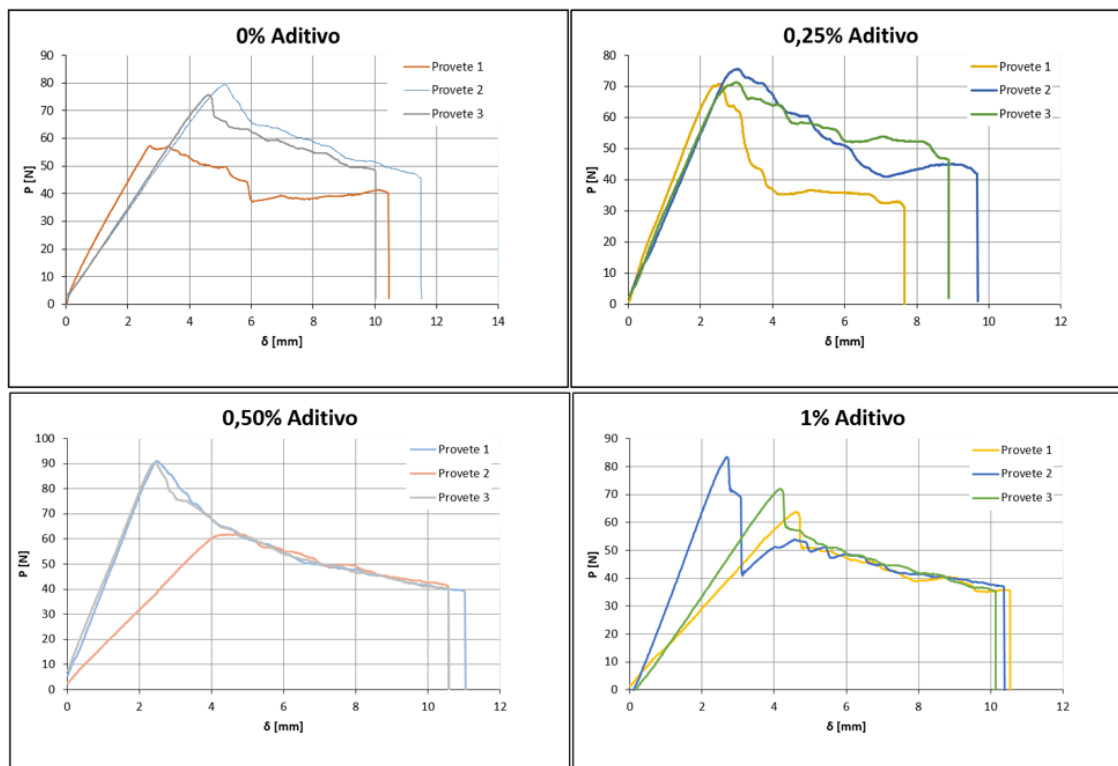 0% Aditivo
P [N]
90
80
70
60
50
40
30
20
10
0
0 2 4 6 8 10 12 14
δ [mm]
Provete 1
Provete 2
Provete 3
0,25% Aditivo
P [N]
80
70
60
50
40
30
20
10
0
0 2 4 6 8 10 12
δ [mm]
Provete 1
Provete 2
Provete 3
0,50% Aditivo
P [N]
100
90
80
70
60
50
40
30
20
10
0
0 2 4 6 8 10 12
δ [mm]
Provete 1
Provete 2
Provete 3
1% Aditivo
P [N]
90
80
70
60
50
40
30
20
10
0
0 2 4 6 8 10 12
δ [mm]
Provete 1
Provete 2
Provete 3